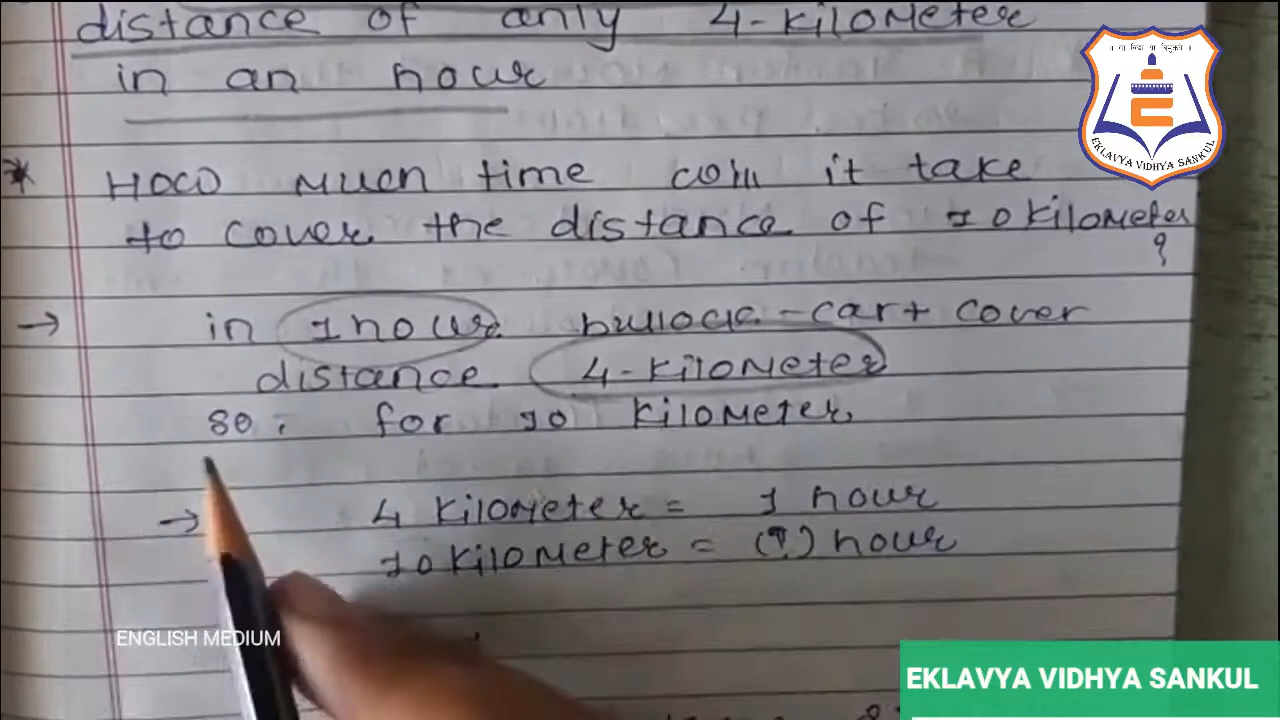 distance of only 4-kilometer
in an hour
* How much time will it take
to cover the distance of 10 kilometer
?
→ in 1 hour bullock-cart cover
distance 4-kilometer
so, for 10 kilometer
→ 4 kilometer = 1 hour
10 kilometer = (?) hour
EKLAVYA VIDHYA SANKUL
ENGLISH MEDIUM
EKLAVYA VIDHYA SANKUL